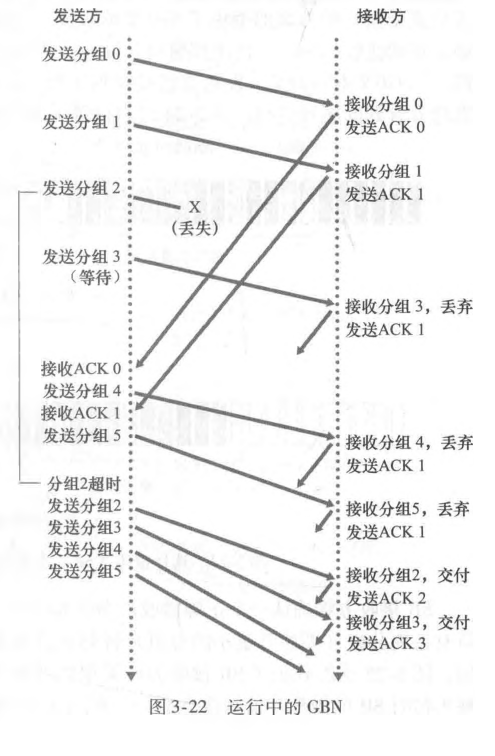 发送方
接收方
发送分组 0
接收分组 0
发送ACK 0
发送分组 1
接收分组 1
发送ACK 1
发送分组 2
(丢失)
发送分组 3
(等待)
接收分组 3，丢弃
发送ACK 1
接收ACK 0
发送分组 4
接收ACK 1
发送分组 5
接收分组 4，丢弃
发送ACK 1
分组2超时
发送分组2
发送分组3
发送分组4
发送分组5
接收分组5，丢弃
发送ACK 1
接收分组2，交付
发送ACK 2
接收分组3，交付
发送ACK 3
图 3-22 运行中的 GBN